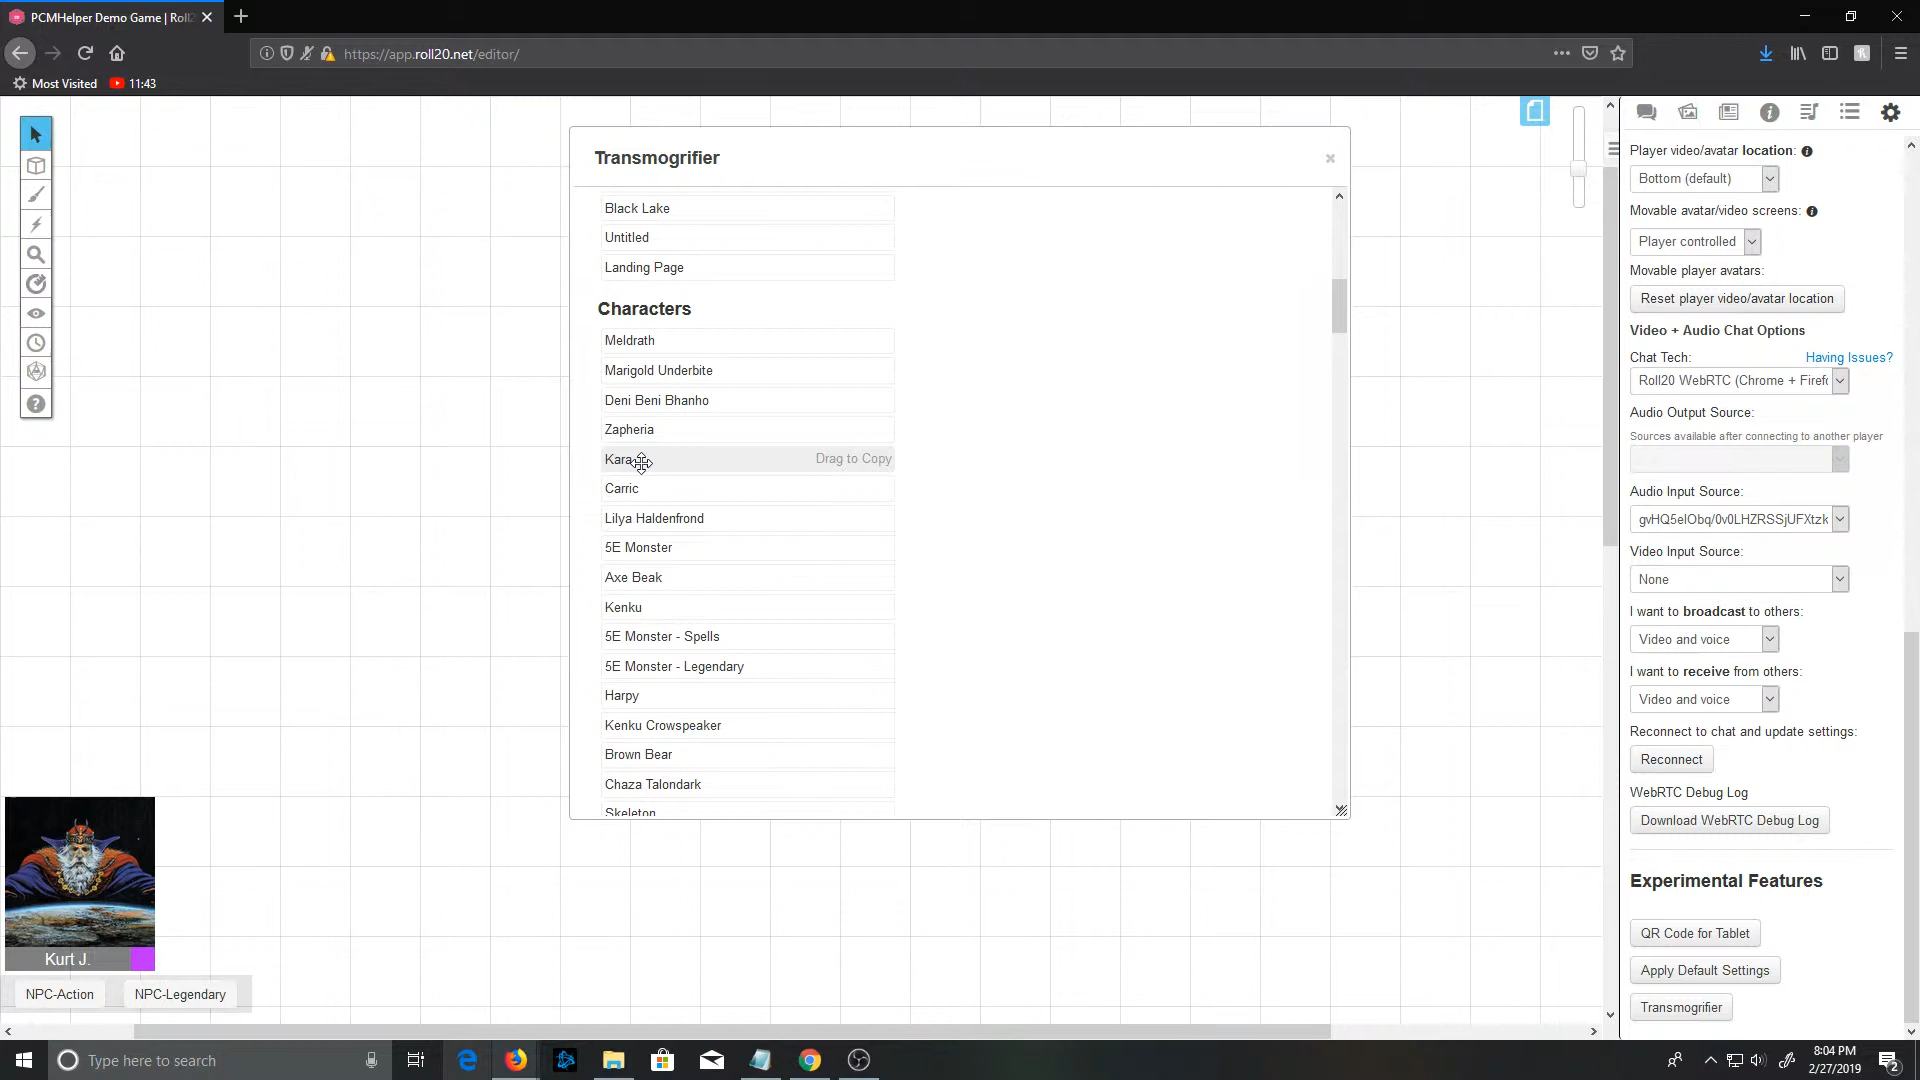 PCMHelper Demo Game | Roll
https://app.roll20.net/editor/
Most Visited
11:43
Transmogrifier
Black Lake
Untitled
Landing Page
Characters
Meldrath
Marigold Underbite
Deni Beni Bhanho
Zapheria
Kara
Drag to Copy
Carric
Lilya Haldenfrond
5E Monster
Axe Beak
Kenku
5E Monster - Spells
5E Monster - Legendary
Harpy
Kenku Crowspeaker
Brown Bear
Chaza Talondark
Skeleton
Player video/avatar location:
Bottom (default)
Movable avatar/video screens:
Player controlled
Movable player avatars:
Reset player video/avatar location
Video + Audio Chat Options
Chat Tech:
Having Issues?
Roll20 WebRTC (Chrome + Firef
Audio Output Source:
Sources available after connecting to another player
Audio Input Source:
Video Input Source:
None
I want to broadcast to others:
Video and voice
I want to receive from others:
Video and voice
Reconnect to chat and update settings:
Reconnect
WebRTC Debug Log
Download WebRTC Debug Log
Experimental Features
QR Code for Tablet
Apply Default Settings
Transmogrifier
Kurt J.
NPC-Action
NPC-Legendary
Type here to search
8:04 PM
2/27/2019
2